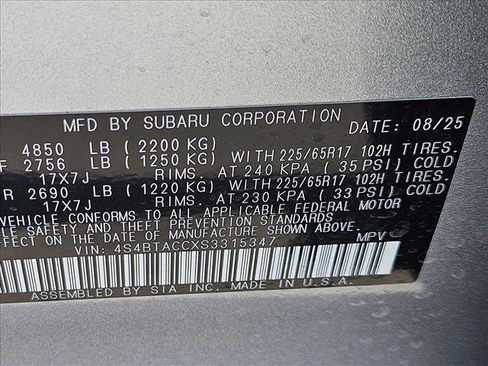 MFD BY SUBARU CORPORATION DATE: 08/25
4850 LB (2200 KG)
F 2756 LB (1250 KG) WITH 225/65R17 102H TIRES.
17X7J RIMS. AT 240 KPA (35 PSI) COLD
R 2690 LB (1220 KG) WITH 225/65R17 102H TIRES.
17X7J RIMS. AT 230 KPA (33 PSI) COLD
VEHICLE CONFORMS TO ALL APPLICABLE FEDERAL MOTOR
SAFETY AND THEFT PREVENTION STANDARDS
EFFECT ON THE DATE OF MANUFACTURE SHOWN ABOVE.
VIN: 4S4BTACCXS3315347 MPV
ASSEMBLED BY SIA INC. MADE IN U.S.A.